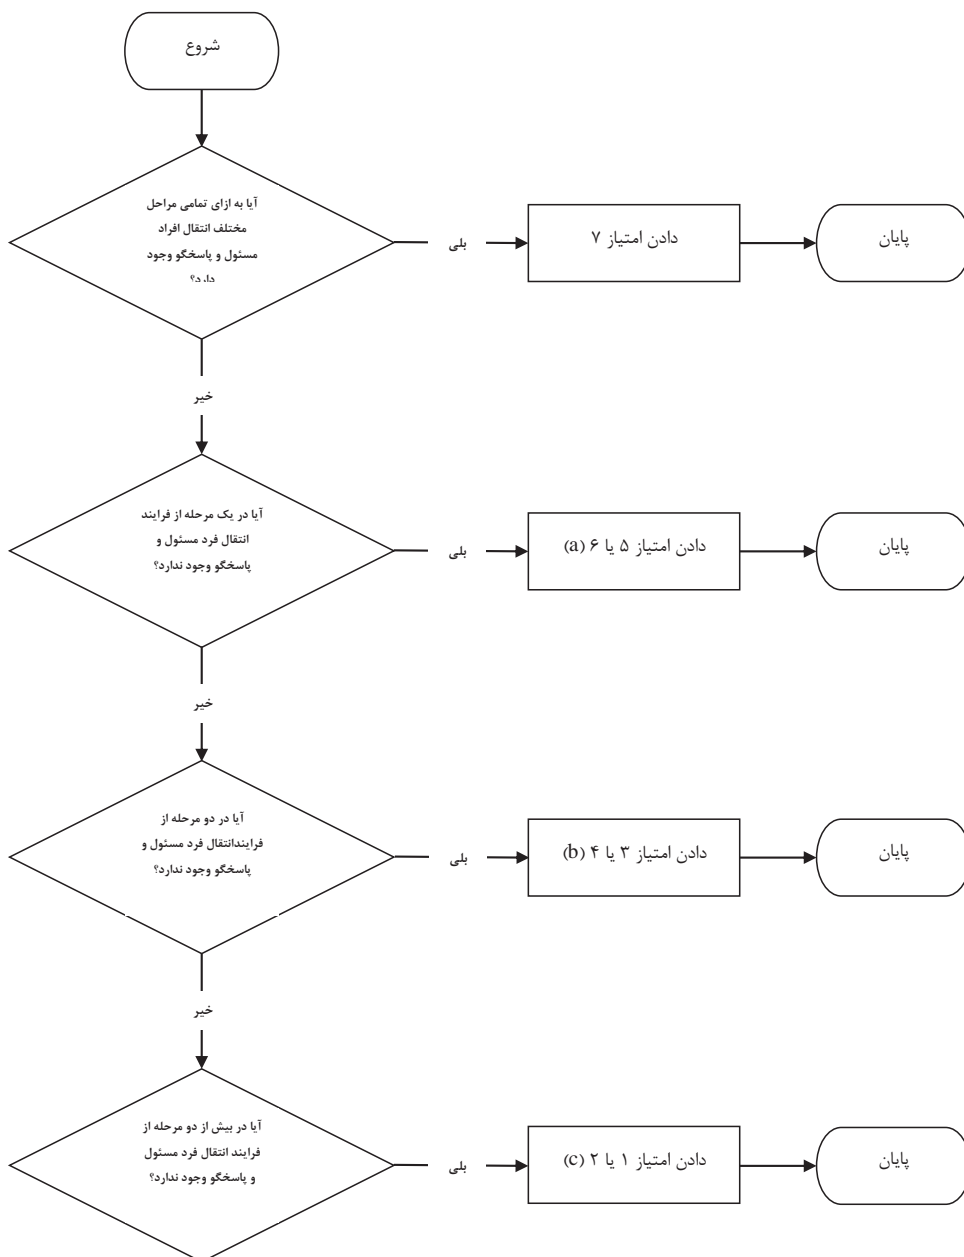 شروع
آیا به ازای تمامی مراحل
مختلف انتقال افراد
مسئول و پاسخگو وجود
دارد؟
بلی
دادن امتیاز ۷
پایان
خیر
آیا در یک مرحله از فرایند
انتقال فرد مسئول و
پاسخگو وجود ندارد؟
بلی
دادن امتیاز ۵ یا ۶ (a)
پایان
خیر
آیا در دو مرحله از
فرایندانتقال فرد مسئول و
پاسخگو وجود ندارد؟
بلی
دادن امتیاز ۳ یا ۴ (b)
پایان
خیر
آیا در بیش از دو مرحله از
فرایند انتقال فرد مسئول
و پاسخگو وجود ندارد؟
بلی
دادن امتیاز ۱ یا ۲ (c)
پایان